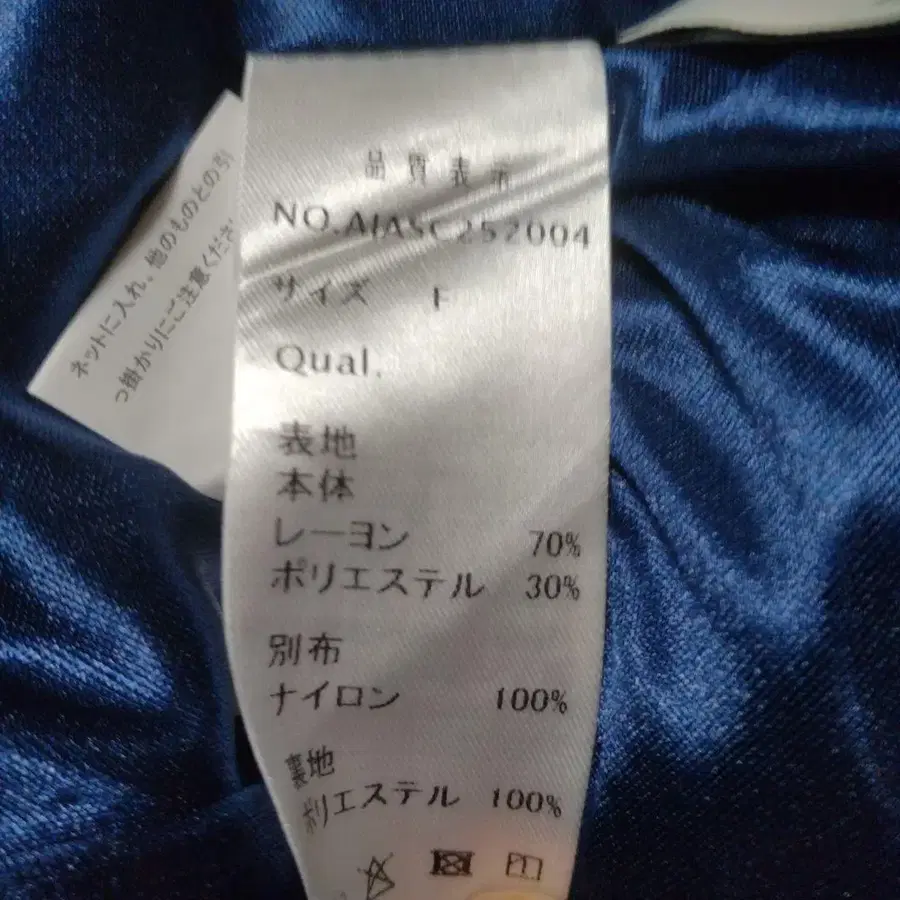 品質表示
NO.AIASC252004
サイズ F
Qual.
表地
本体
レーヨン 70%
ポリエステル 30%
別布
ナイロン 100%
裏地
ポリエステル 100%
ネットに入れ、他のものとの引
っ掛かりにご注意くださ